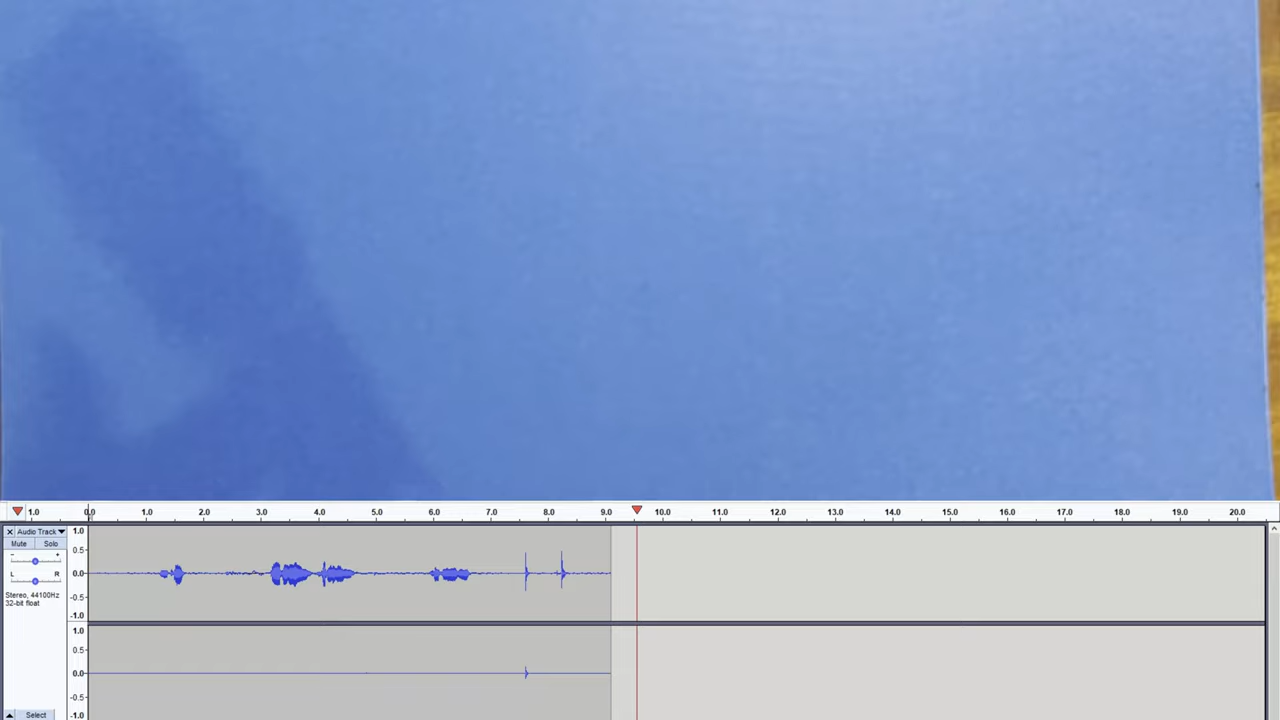 1.0 0.0 1.0 2.0 3.0 4.0 5.0 6.0 7.0 8.0 9.0 10.0 11.0 12.0 13.0 14.0 15.0 16.0 17.0 18.0 19.0 20.0
Audio Track 1.0
Mute Solo
- + 0.5
L R 0.0
Stereo, 44100Hz -0.5
32-bit float
-1.0
1.0
0.5
0.0
-0.5
Select -1.0